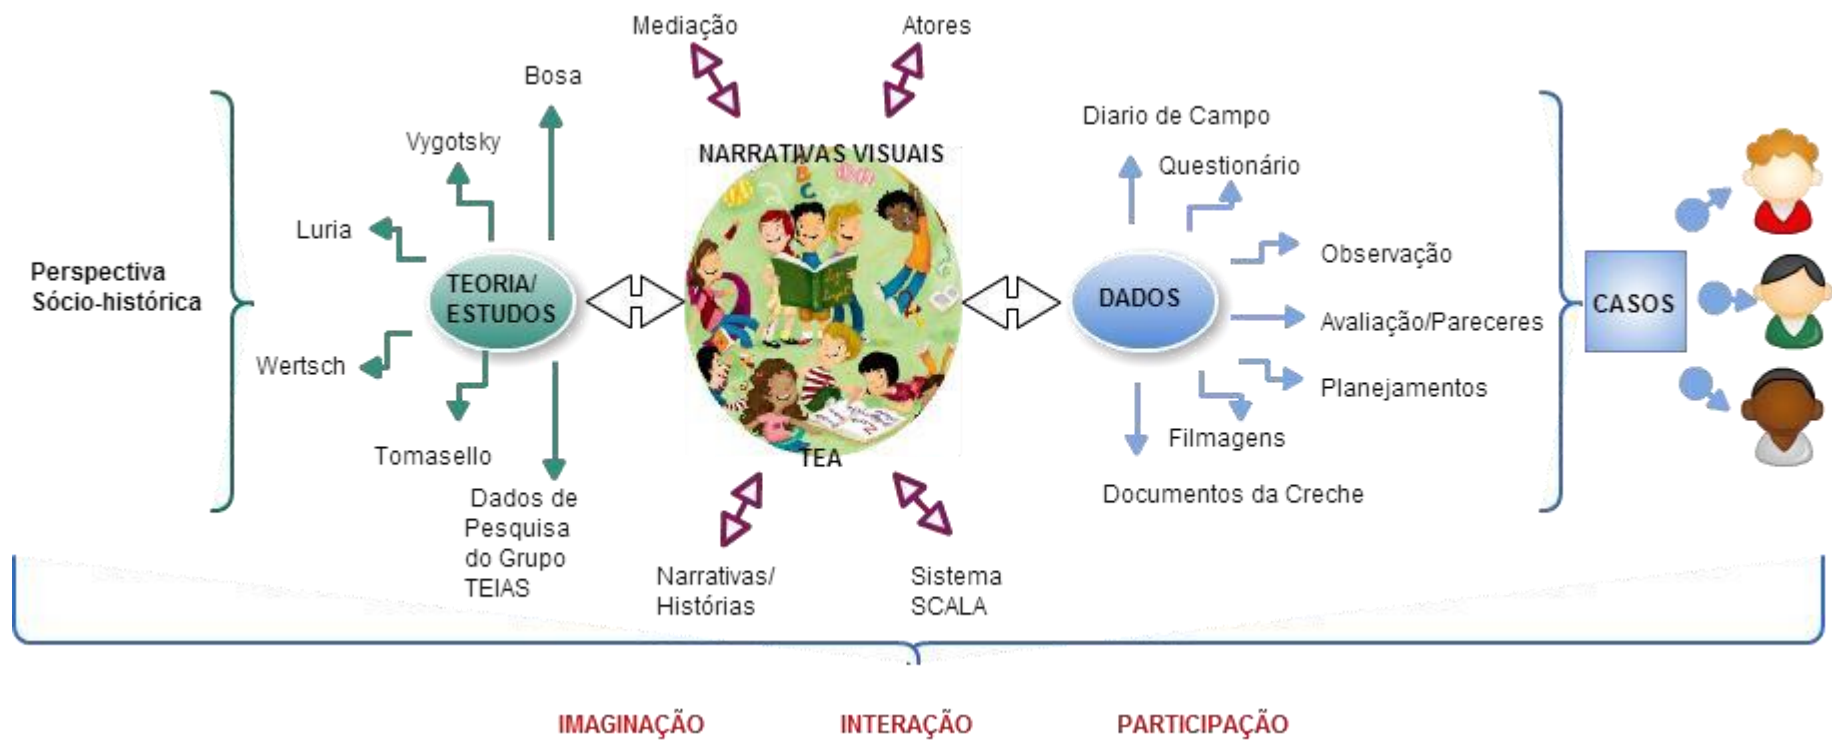 Mediação
Atores
Bosa
Vygotsky
Luria
Perspectiva
Sócio-histórica
TEORIA/
ESTUDOS
Wertsch
Tomasello
Dados de
Pesquisa
do Grupo
TEIAS
NARRATIVAS VISUAIS
B
C
TEA
Narrativas/
Histórias
Sistema
SCALA
Diario de Campo
Questionário
Observação
DADOS
Avaliação/Pareceres
Planejamentos
Filmagens
Documentos da Creche
CASOS
IMAGINAÇÃO
INTERAÇÃO
PARTICIPAÇÃO